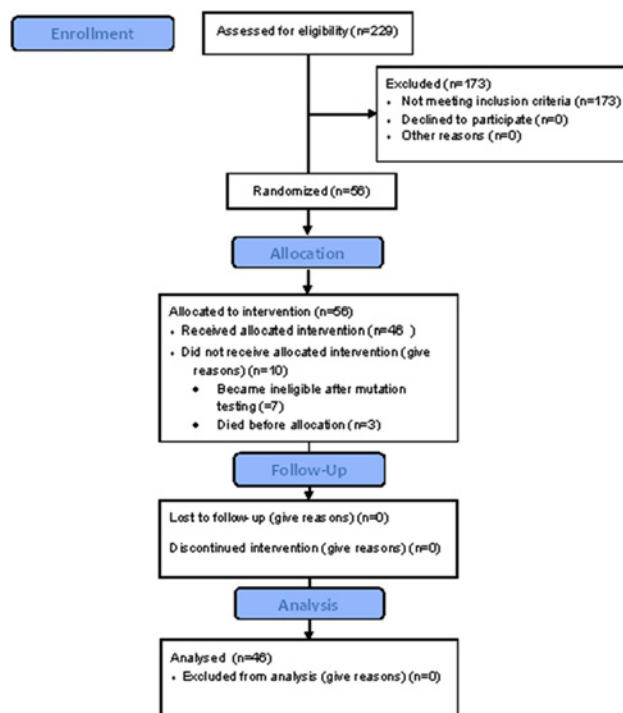 Enrollment
Assessed for eligibility (n=229)
Excluded (n=173)
• Not meeting inclusion criteria (n=173)
• Declined to participate (n=0)
• Other reasons (n=0)
Randomized (n=56)
Allocation
Allocated to intervention (n=56)
• Received allocated intervention (n=46 )
• Did not receive allocated intervention (give
reasons) (n=10)
◆ Became ineligible after mutation
testing (=7)
◆ Died before allocation (n=3)
Follow-Up
Lost to follow-up (give reasons) (n=0)
Discontinued intervention (give reasons) (n=0)
Analysis
Analysed (n=46)
• Excluded from analysis (give reasons) (n=0)